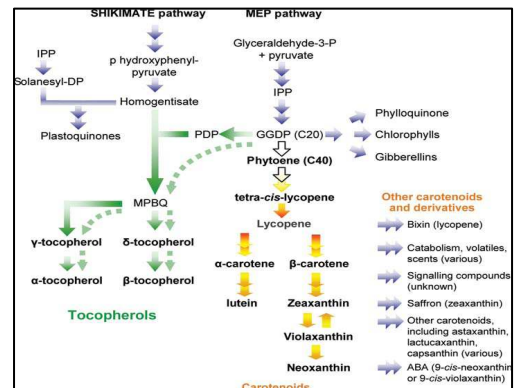 SHIKIMATE pathway
MEP pathway
IPP
Solanesyl-DP
Plastoquinones
p hydroxyphenyl-
pyruvate
Homogentisate
Glyceraldehyde-3-P
+ pyruvate
IPP
PDP
GGDP (C20)
Phylloquinone
Chlorophylls
Gibberellins
Phytoene (C40)
tetra-cis-lycopene
Lycopene
MPBQ
γ-tocopherol
δ-tocopherol
α-tocopherol
β-tocopherol
Tocopherols
α-carotene
β-carotene
lutein
Zeaxanthin
Violaxanthin
Neoxanthin
Carotenoids
Other carotenoids
and derivatives
Bixin (lycopene)
Catabolism, volatiles,
scents (various)
Signalling compounds
(unknown)
Saffron (zeaxanthin)
Other carotenoids,
including astaxanthin,
lactucaxanthin,
capsanthin (various)
ABA (9-cis-neoxanthin
or 9-cis-violaxanthin)